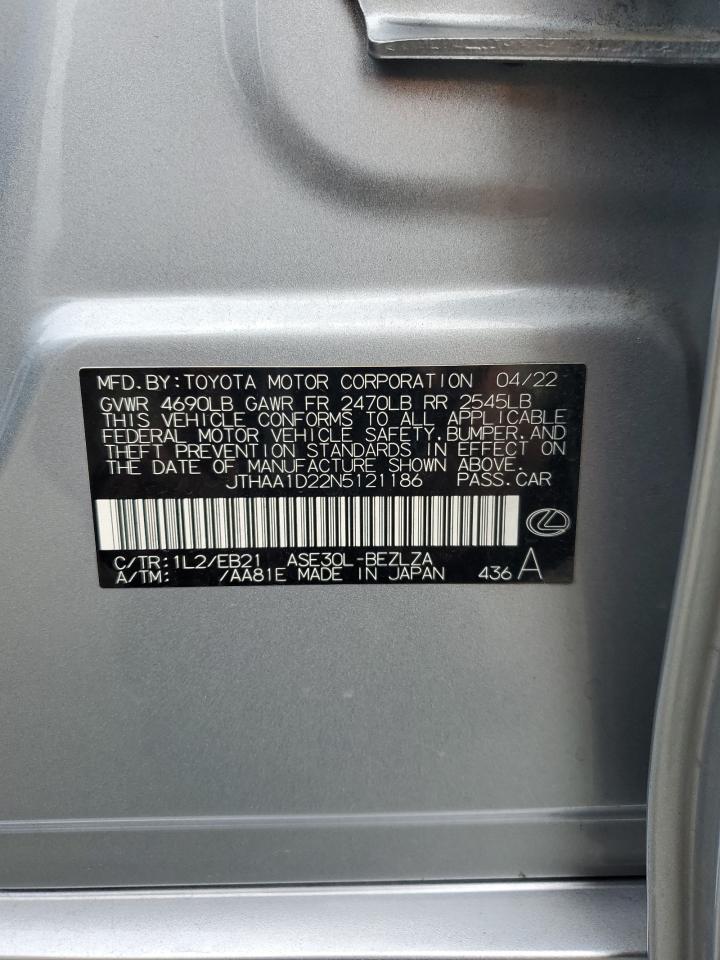 MFD.BY:TOYOTA MOTOR CORPORATION 04/22
GVWR 4690LB GAWR FR 2470LB RR 2545LB
THIS VEHICLE CONFORMS TO ALL APPLICABLE
FEDERAL MOTOR VEHICLE SAFETY,BUMPER,AND
THEFT PREVENTION STANDARDS IN EFFECT ON
THE DATE OF MANUFACTURE SHOWN ABOVE.
JTHAA1D22N5121186 PASS.CAR
C/TR:1L2/EB21 ASE30L-BEZLZA
A/TM: /AA81E MADE IN JAPAN 436 A